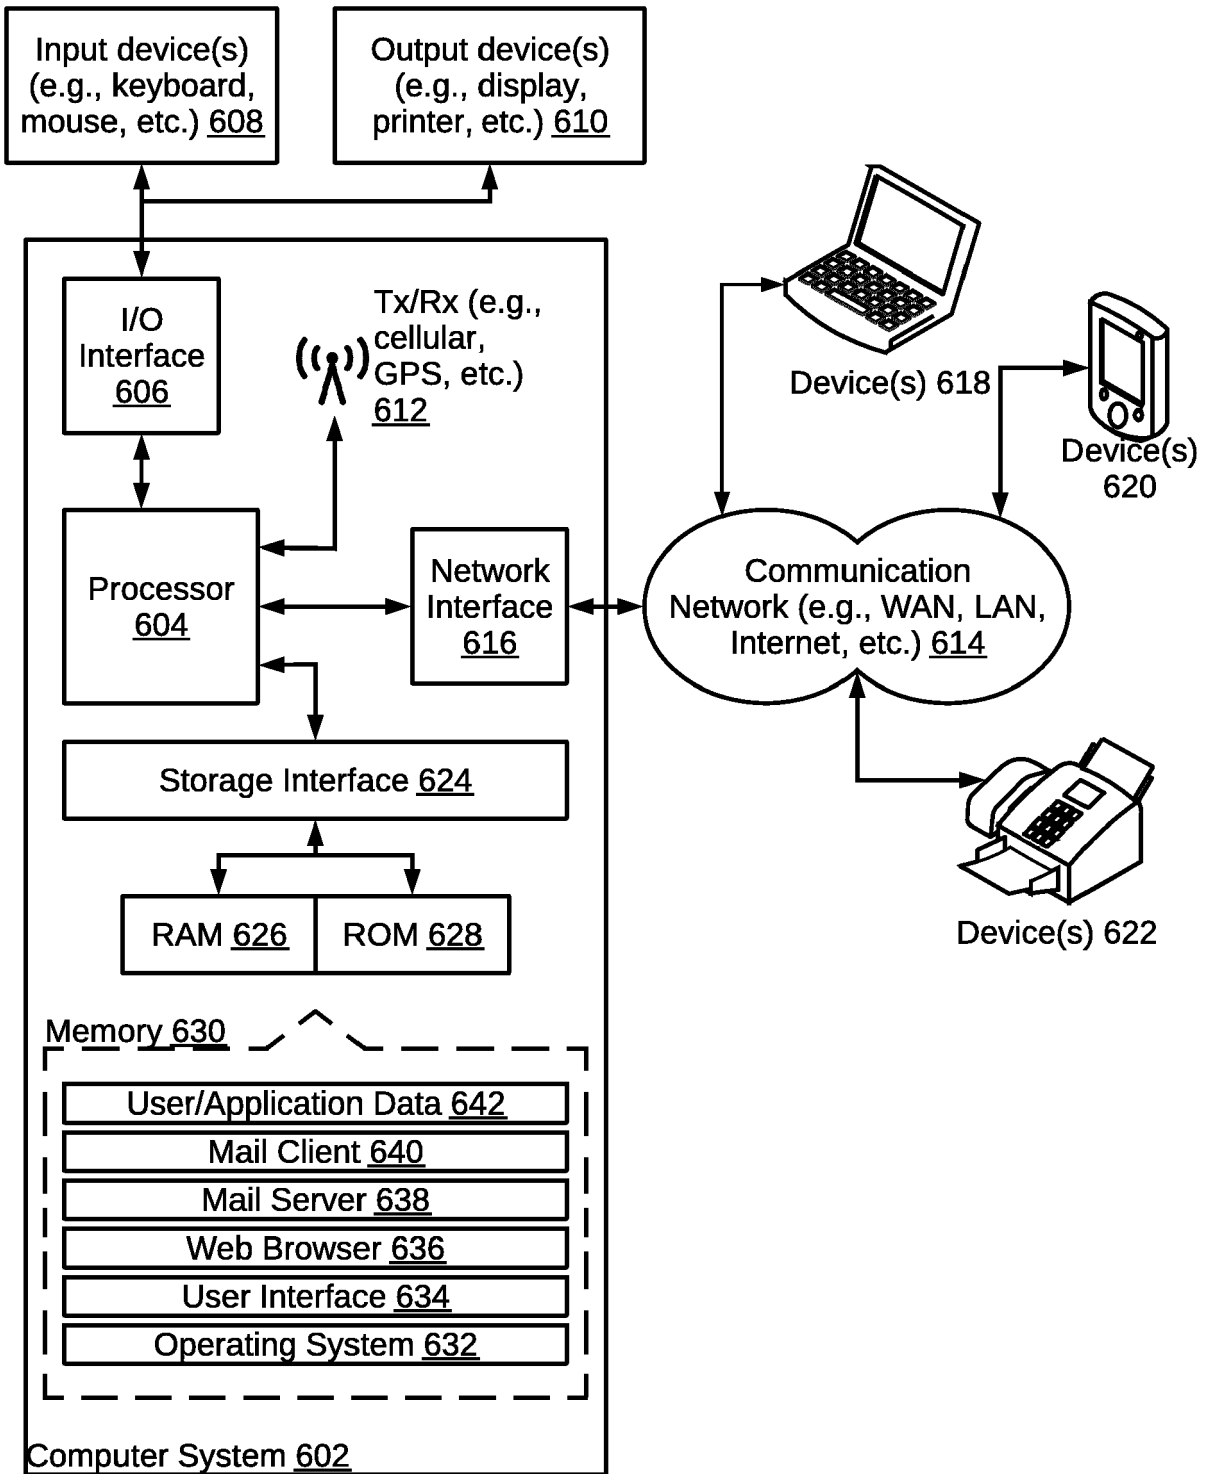 Input device(s)
(e.g., keyboard,
mouse, etc.) 608
Output device(s)
(e.g., display,
printer, etc.) 610
I/O
Interface
606
Tx/Rx (e.g.,
cellular,
GPS, etc.)
612
Device(s) 618
Device(s)
620
Processor
604
Network
Interface
616
Communication
Network (e.g., WAN, LAN,
Internet, etc.) 614
Storage Interface 624
RAM 626
ROM 628
Device(s) 622
Memory 630
User/Application Data 642
Mail Client 640
Mail Server 638
Web Browser 636
User Interface 634
Operating System 632
Computer System 602